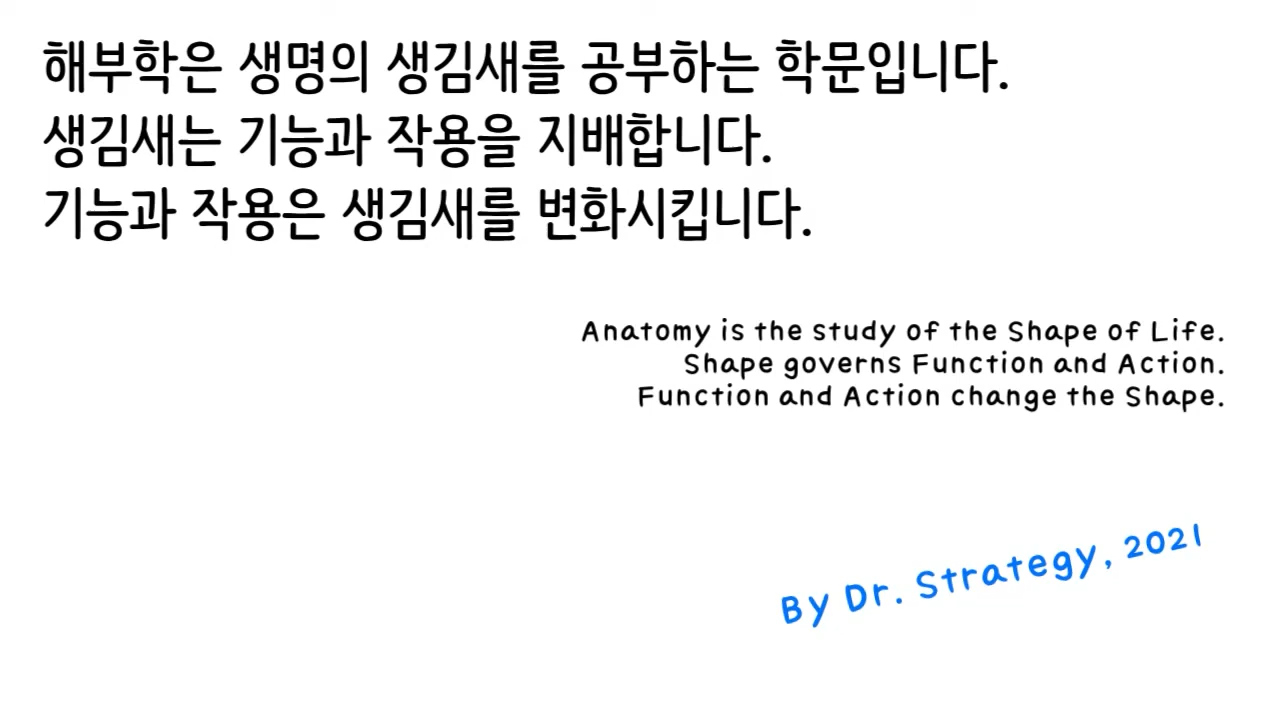 해부학은 생명의 생김새를 공부하는 학문입니다.
생김새는 기능과 작용을 지배합니다.
기능과 작용은 생김새를 변화시킵니다.
Anatomy is the study of the Shape of Life.
Shape governs Function and Action.
Function and Action change the Shape.
By Dr. Strategy, 2021